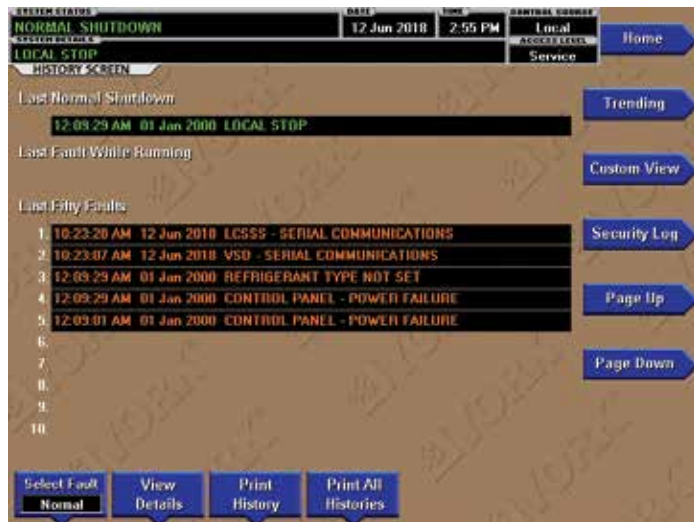 SYSTEM STATUS
NORMAL SHUTDOWN
DATE
12 Jun 2018
TIME
2:55 PM
CONTROL SOURCE
Local
SYSTEM DETAILS
LOCAL STOP
ACCESS LEVEL
Service
HISTORY SCREEN
Home
Last Normal Shutdown
12:09:29 AM 01 Jan 2000 LOCAL STOP
Trending
Last Fault While Running
Custom View
Last Fifty Faults
1. 10:23:20 AM 12 Jun 2018 LCSSS - SERIAL COMMUNICATIONS
2. 10:23:07 AM 12 Jun 2018 VSD - SERIAL COMMUNICATIONS
3. 12:09:29 AM 01 Jan 2000 REFRIGERANT TYPE NOT SET
4. 12:09:29 AM 01 Jan 2000 CONTROL PANEL - POWER FAILURE
5. 12:09:01 AM 01 Jan 2000 CONTROL PANEL - POWER FAILURE
6.
7.
8.
9.
10.
Security Log
Page Up
Page Down
Select Fault
Normal
View
Details
Print
History
Print All
Histories
YORK